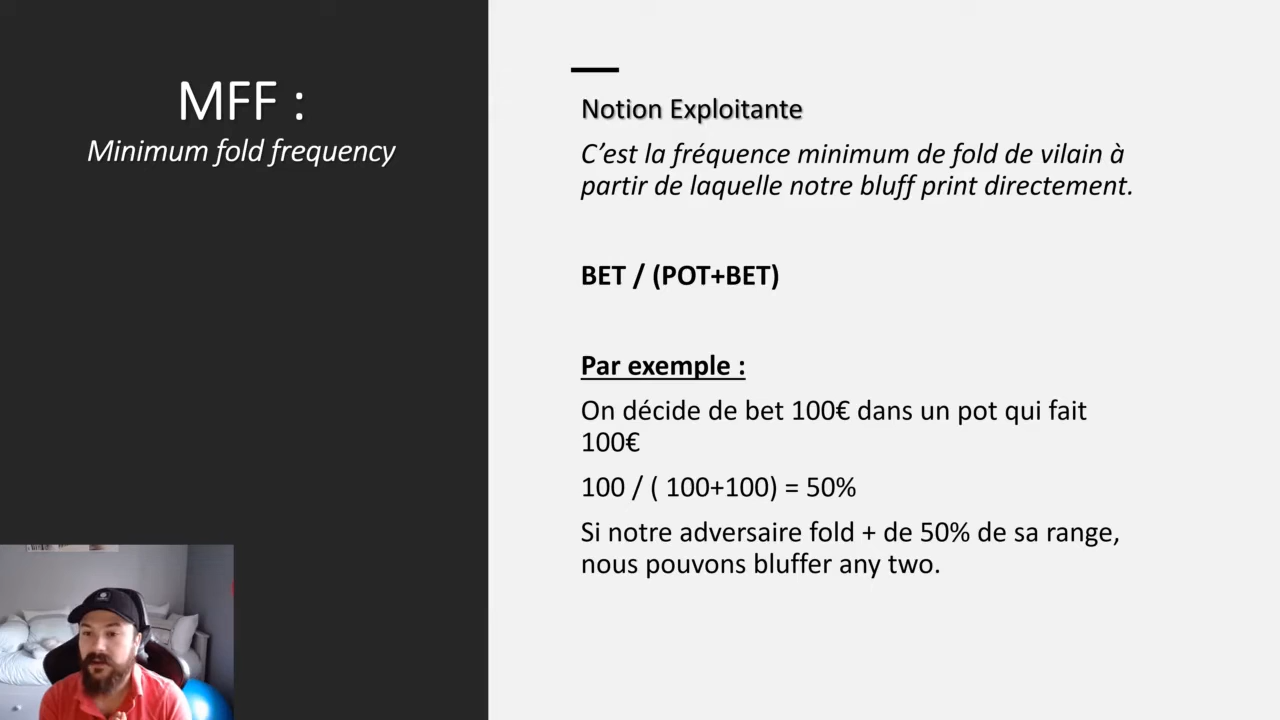 MFF :
Minimum fold frequency
Notion Exploitante
C’est la fréquence minimum de fold de vilain à
partir de laquelle notre bluff print directement.
BET / (POT+BET)
Par exemple :
On décide de bet 100€ dans un pot qui fait
100€
100 / ( 100+100) = 50%
Si notre adversaire fold + de 50% de sa range,
nous pouvons bluffer any two.